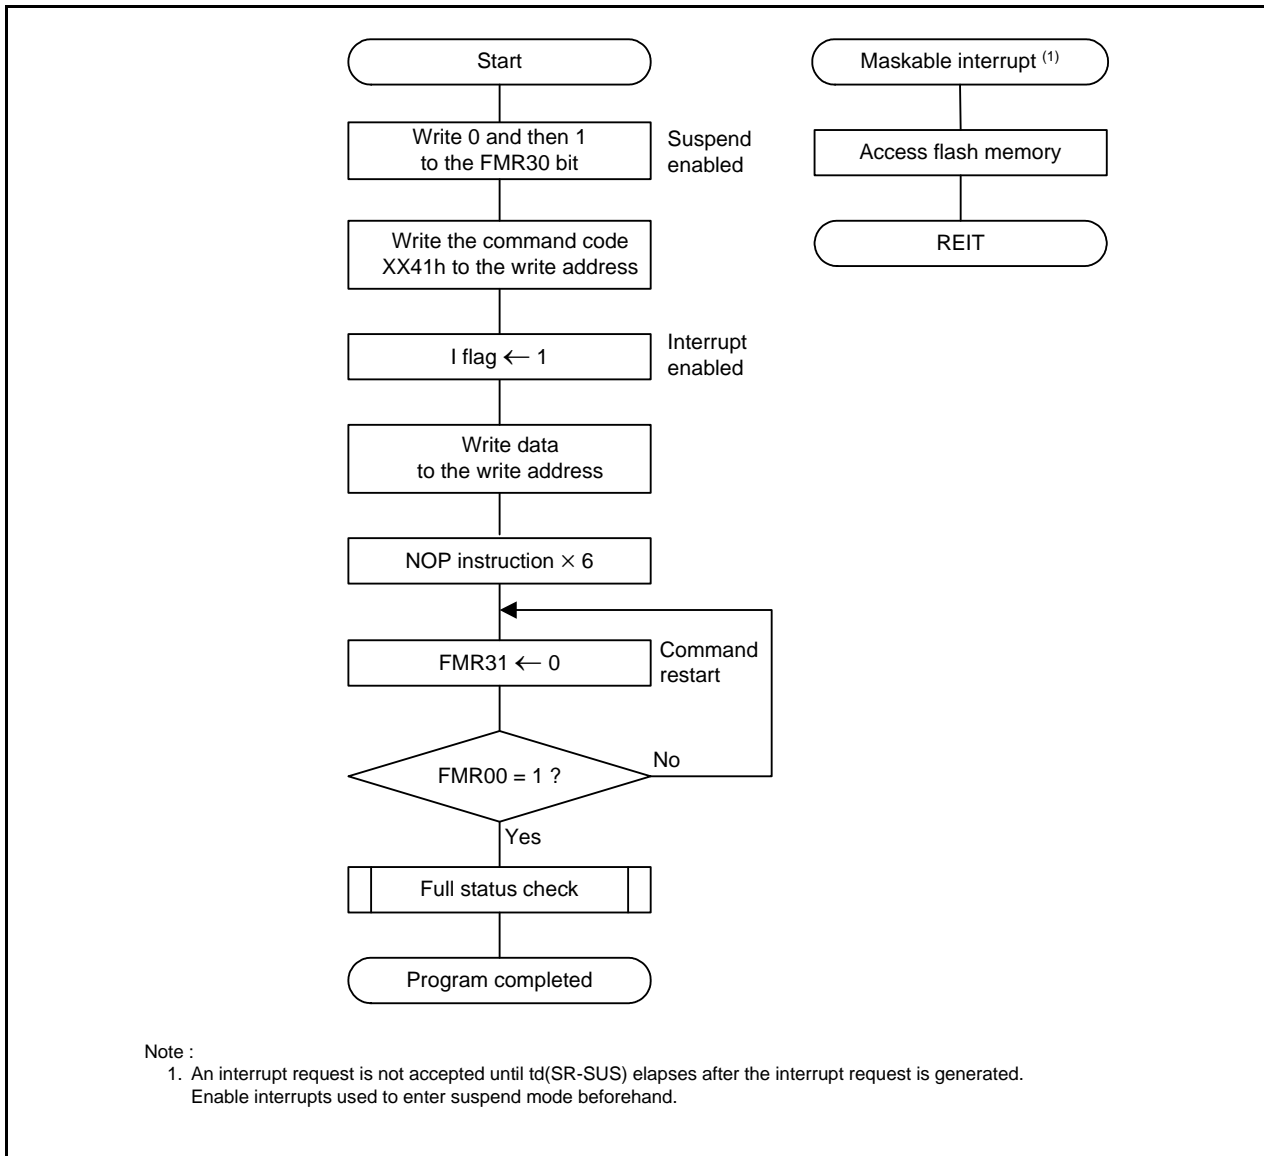 Start
Write 0 and then 1
to the FMR30 bit
Suspend
enabled
Write the command code
XX41h to the write address
I flag ← 1
Interrupt
enabled
Write data
to the write address
NOP instruction × 6
FMR31 ← 0
Command
restart
FMR00 = 1 ?
No
Yes
Full status check
Program completed
Maskable interrupt (1)
Access flash memory
REIT
Note :
1. An interrupt request is not accepted until td(SR-SUS) elapses after the interrupt request is generated.
Enable interrupts used to enter suspend mode beforehand.